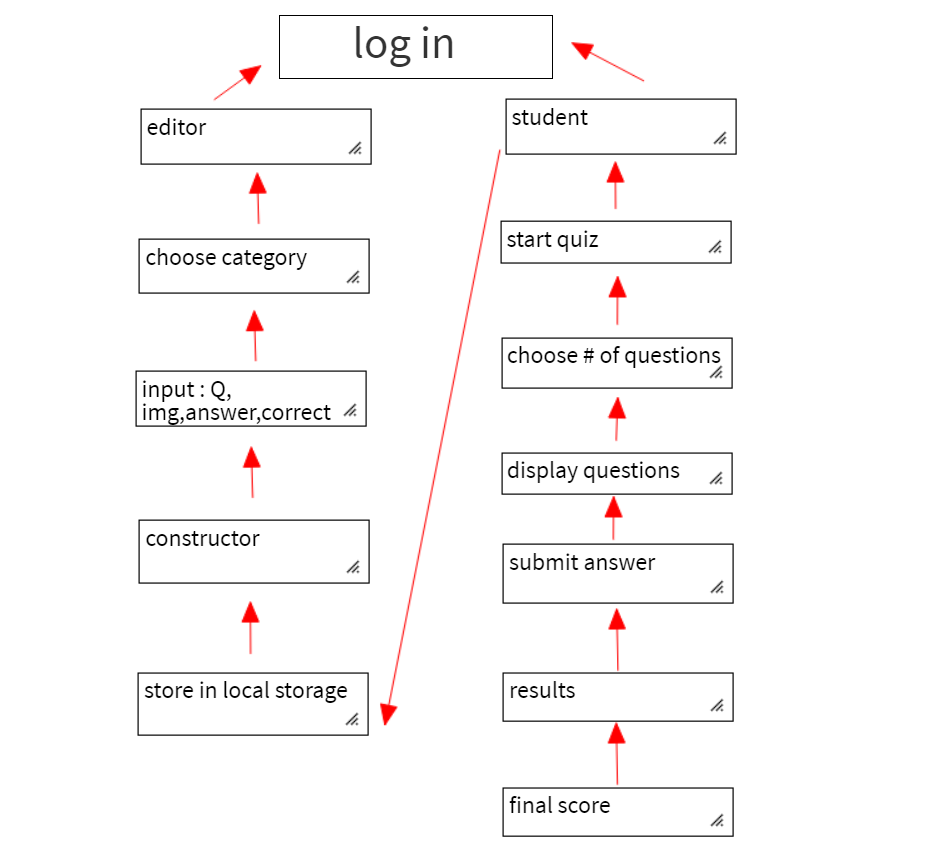 log in
editor
choose category
input : Q,
img,answer,correct
constructor
store in local storage
student
start quiz
choose # of questions
display questions
submit answer
results
final score